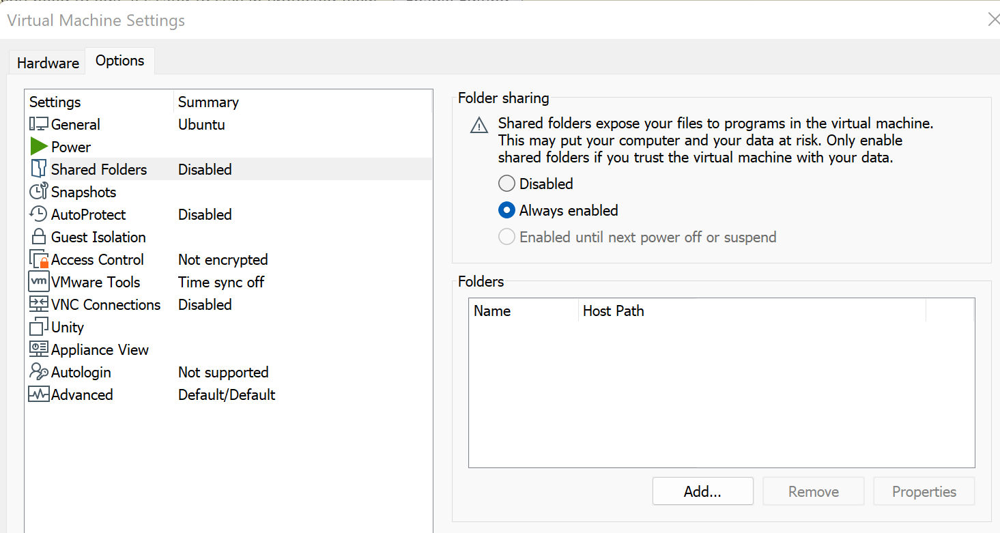 Virtual Machine Settings
Hardware
Options
Settings Summary
General Ubuntu
Power
Shared Folders Disabled
Snapshots
AutoProtect Disabled
Guest Isolation
Access Control Not encrypted
vm VMware Tools Time sync off
VNC Connections Disabled
Unity
Appliance View
Autologin Not supported
Advanced Default/Default
Folder sharing
Shared folders expose your files to programs in the virtual machine.
This may put your computer and your data at risk. Only enable
shared folders if you trust the virtual machine with your data.
Disabled
Always enabled
Enabled until next power off or suspend
Folders
Name Host Path
Add...
Remove
Properties